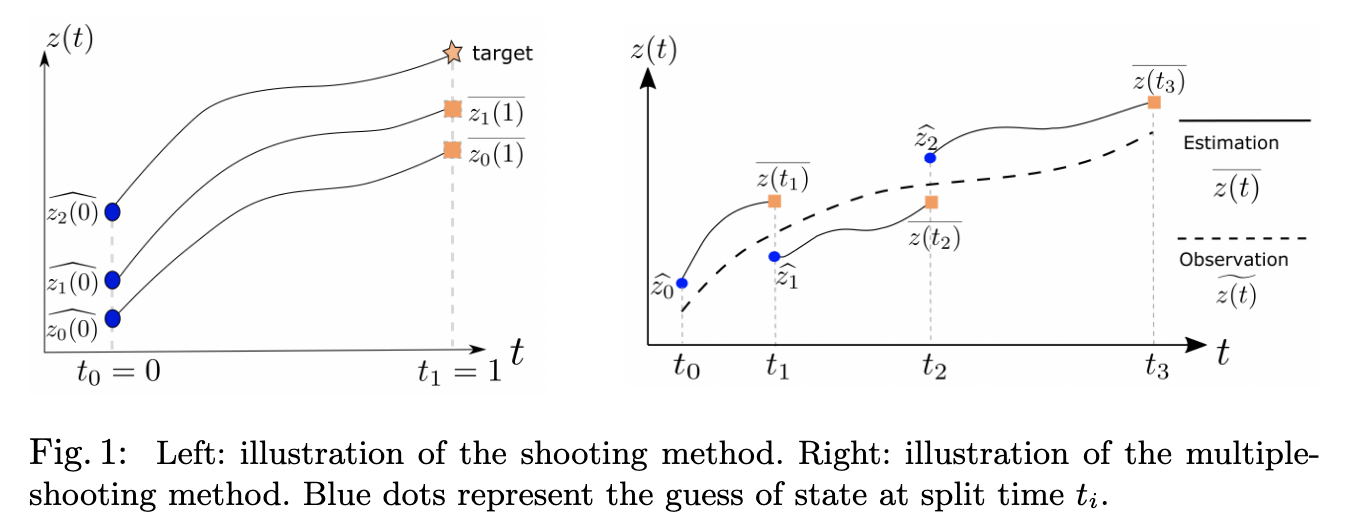 z(t)
target
\overline{z_1(1)}
\overline{z_0(1)}
\widehat{z_2(0)}
\widehat{z_1(0)}
\widehat{z_0(0)}
t_0 = 0
t_1 = 1
t
z(t)
\overline{z(t_3)}
\widehat{z_2}
\overline{z(t_1)}
\overline{z(t_2)}
\widehat{z_0}
\widehat{z_1}
Estimation
\overline{z(t)}
Observation
\widetilde{z(t)}
t_0
t_1
t_2
t_3
t
Fig. 1: Left: illustration of the shooting method. Right: illustration of the multiple-
shooting method. Blue dots represent the guess of state at split time t_i.